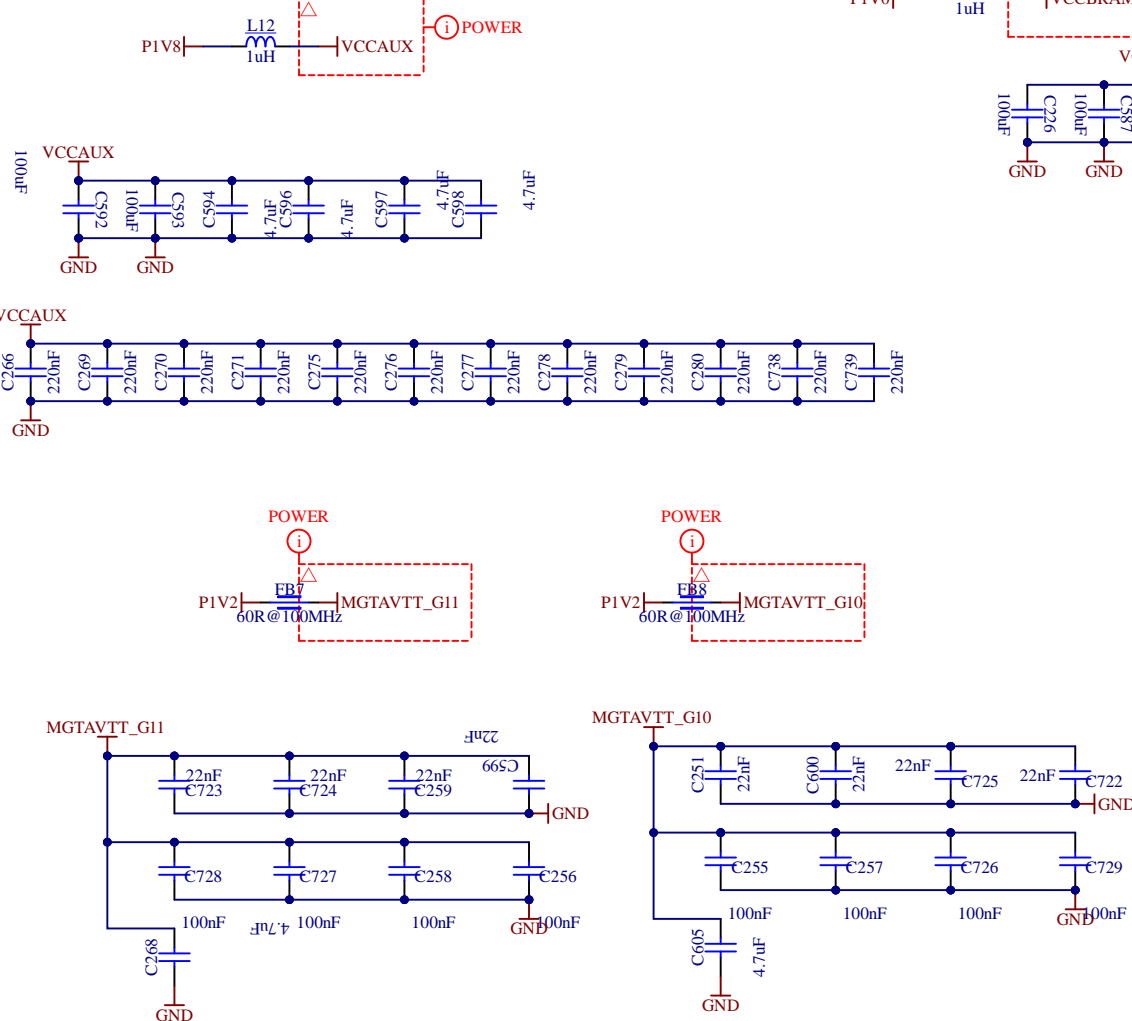 P1V8
L12
1uH
VCCAUX
POWER
1uH
VCCBRAM
C226
100uF
C587
100uF
GND
GND
VCCAUX
100uF
C592
100uF
C593
C594
4.7uF
C596
4.7uF
C597
4.7uF
C598
4.7uF
GND
GND
VCCAUX
C266
220nF
C269
220nF
C270
220nF
C271
220nF
C275
220nF
C276
220nF
C277
220nF
C278
220nF
C279
220nF
C280
220nF
C738
220nF
C739
220nF
GND
POWER
P1V2
FB7
60R@100MHz
MGTAVTT_G11
POWER
P1V2
FB8
60R@100MHz
MGTAVTT_G10
MGTAVTT_G11
22nF
C723
22nF
C724
22nF
C259
22nF
C599
GND
C728
C727
C258
C256
100nF
4.7uF
100nF
100nF
GND
100nF
C268
GND
MGTAVTT_G10
C251
22nF
C600
22nF
22nF
C725
22nF
C722
GND
C255
C257
C726
C729
100nF
100nF
100nF
GND
100nF
C605
4.7uF
GND